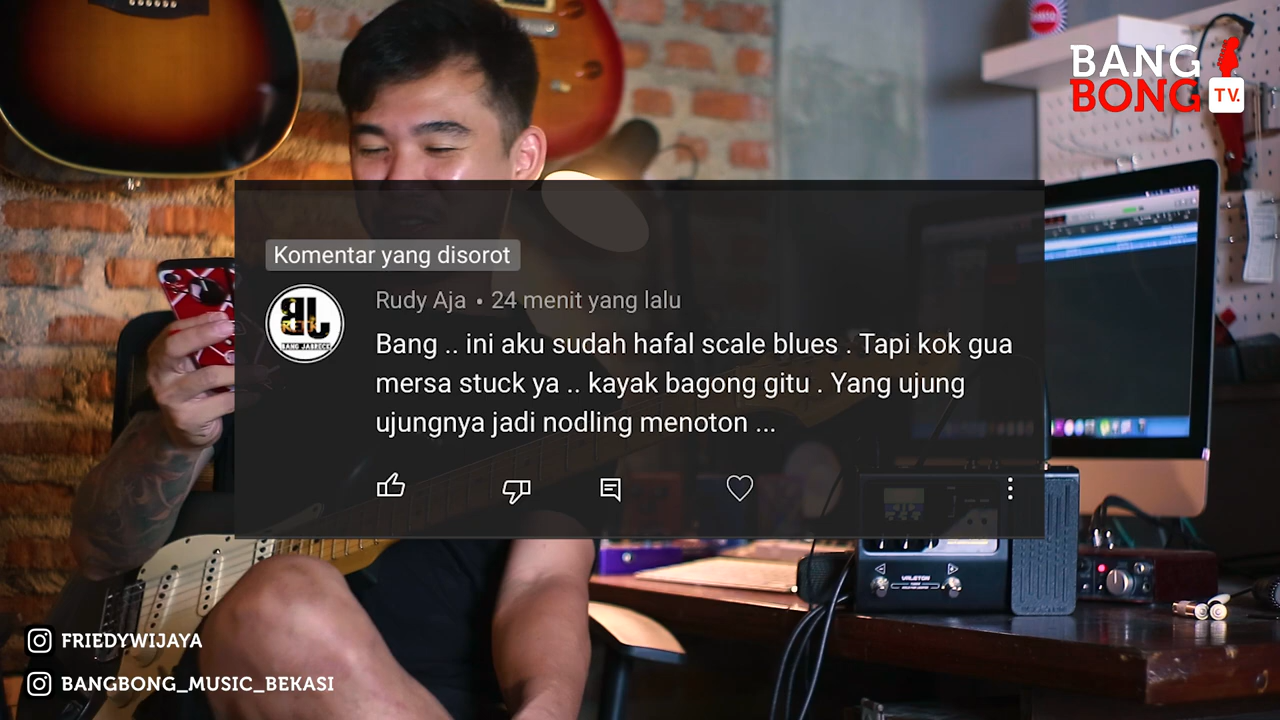 BANG
BONG TV.
Komentar yang disorot
Rudy Aja • 24 menit yang lalu
Bang .. ini aku sudah hafal scale blues . Tapi kok gua
mersa stuck ya .. kayak bagong gitu . Yang ujung
ujungnya jadi nodling menoton ...
VALETON
FRIEDYWIJAYA
BANGBONG_MUSIC_BEKASI